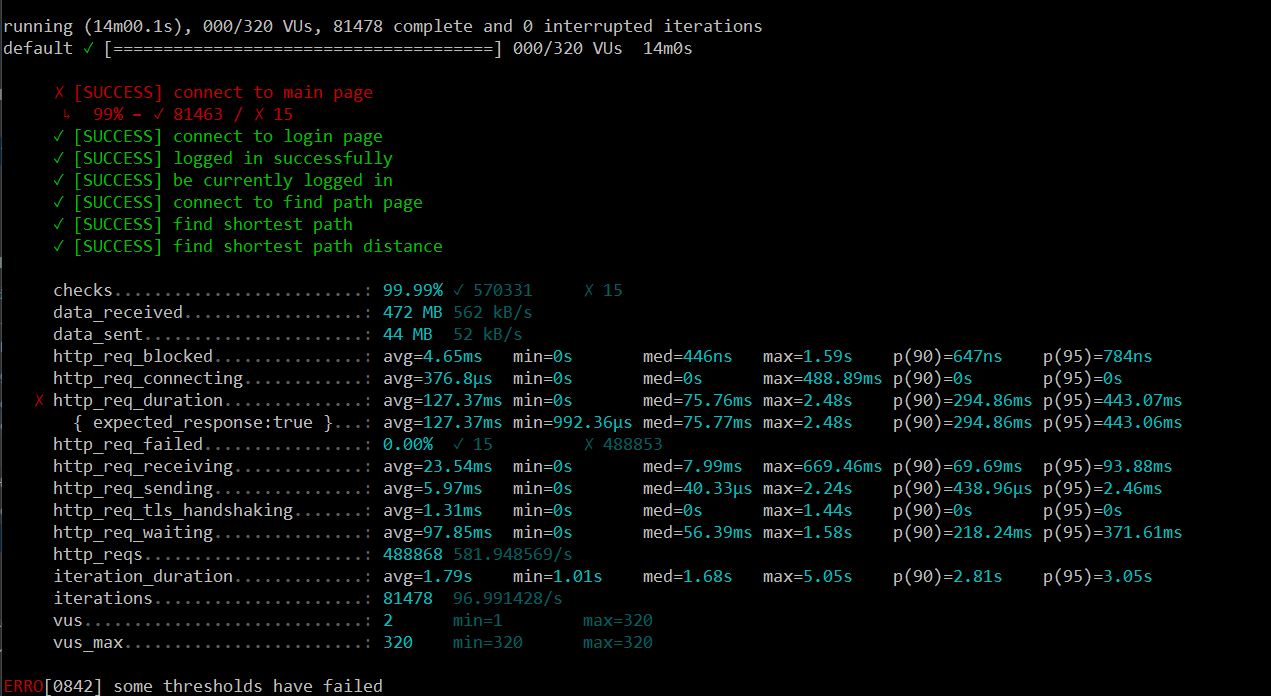 running (14m00.1s), 000/320 VUs, 81478 complete and 0 interrupted iterations
default ✓ [======================================] 000/320 VUs  14m0s
✗ [SUCCESS] connect to main page
↳  99% — ✓ 81463 / ✗ 15
✓ [SUCCESS] connect to login page
✓ [SUCCESS] logged in successfully
✓ [SUCCESS] be currently logged in
✓ [SUCCESS] connect to find path page
✓ [SUCCESS] find shortest path
✓ [SUCCESS] find shortest path distance
checks.........................: 99.99% ✓ 570331     ✗ 15
data_received..................: 472 MB 562 kB/s
data_sent......................: 44 MB  52 kB/s
http_req_blocked...............: avg=4.65ms   min=0s       med=446ns   max=1.59s    p(90)=647ns    p(95)=784ns
http_req_connecting............: avg=376.8µs  min=0s       med=0s      max=488.89ms p(90)=0s       p(95)=0s
✗ http_req_duration..............: avg=127.37ms min=0s       med=75.76ms max=2.48s    p(90)=294.86ms p(95)=443.07ms
{ expected_response:true }...: avg=127.37ms min=992.36µs med=75.77ms max=2.48s    p(90)=294.86ms p(95)=443.06ms
http_req_failed................: 0.00%  ✓ 15         ✗ 488853
http_req_receiving.............: avg=23.54ms  min=0s       med=7.99ms  max=669.46ms p(90)=69.69ms  p(95)=93.88ms
http_req_sending...............: avg=5.97ms   min=0s       med=40.33µs max=2.24s    p(90)=438.96µs p(95)=2.46ms
http_req_tls_handshaking.......: avg=1.31ms   min=0s       med=0s      max=1.44s    p(90)=0s       p(95)=0s
http_req_waiting...............: avg=97.85ms  min=0s       med=56.39ms max=1.58s    p(90)=218.24ms p(95)=371.61ms
http_reqs......................: 488868 581.948569/s
iteration_duration.............: avg=1.79s    min=1.01s    med=1.68s   max=5.05s    p(90)=2.81s    p(95)=3.05s
iterations.....................: 81478  96.991428/s
vus............................: 2      min=1        max=320
vus_max........................: 320    min=320      max=320
ERRO[0842] some thresholds have failed